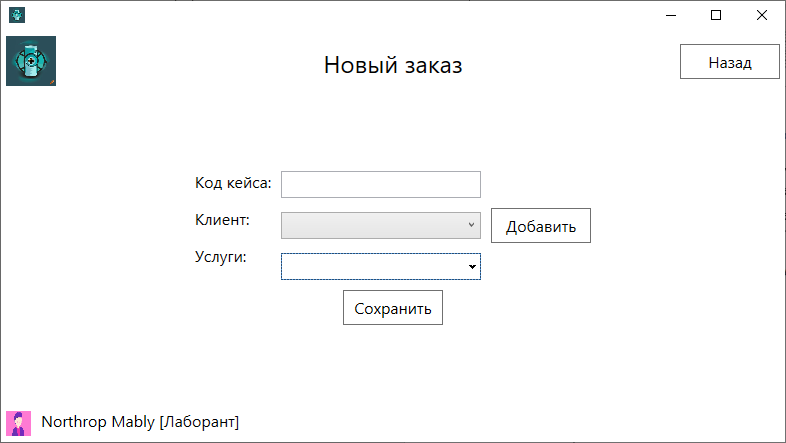 Новый заказ
Назад
Код кейса:
Клиент:
Добавить
Услуги:
Сохранить
Northrop Mably [Лаборант]